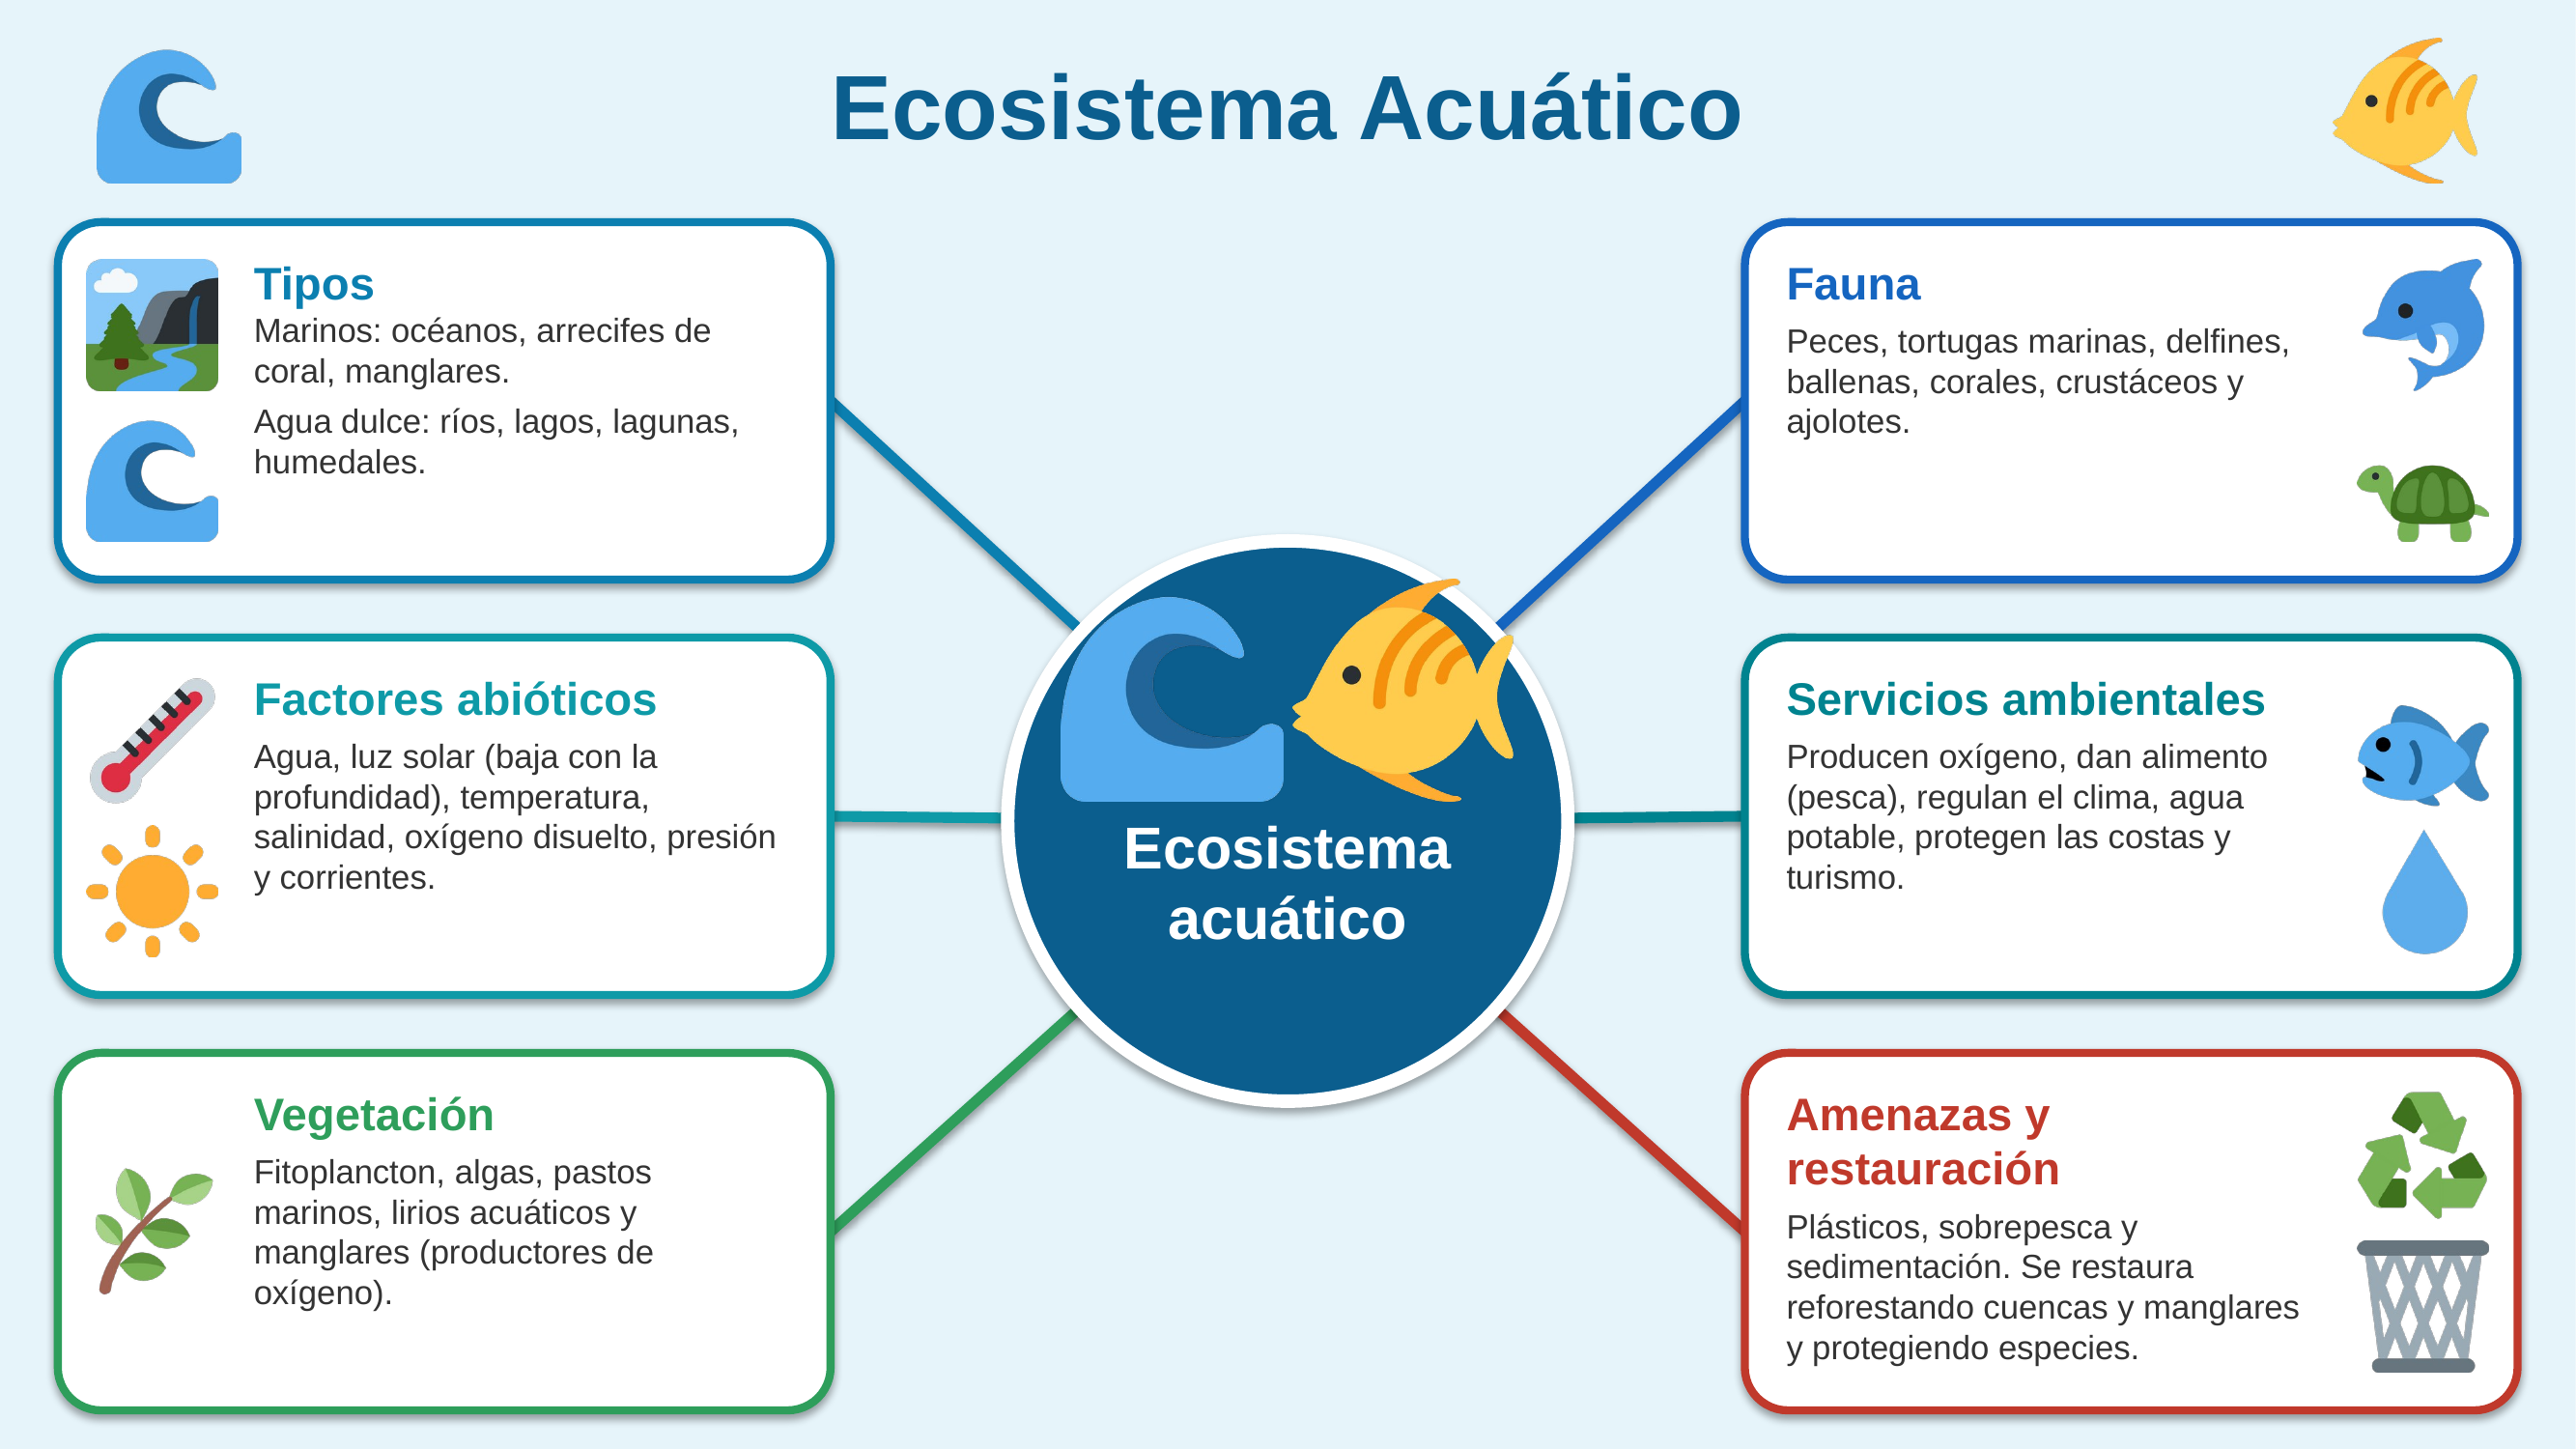 Ecosistema Acuático
Tipos
Marinos: océanos, arrecifes de
coral, manglares.
Agua dulce: ríos, lagos, lagunas,
humedales.
Factores abióticos
Agua, luz solar (baja con la
profundidad), temperatura,
salinidad, oxígeno disuelto, presión
y corrientes.
Vegetación
Fitoplancton, algas, pastos
marinos, lirios acuáticos y
manglares (productores de
oxígeno).
Ecosistema
acuático
Fauna
Peces, tortugas marinas, delfines,
ballenas, corales, crustáceos y
ajolotes.
Servicios ambientales
Producen oxígeno, dan alimento
(pesca), regulan el clima, agua
potable, protegen las costas y
turismo.
Amenazas y
restauración
Plásticos, sobrepesca y
sedimentación. Se restaura
reforestando cuencas y manglares
y protegiendo especies.